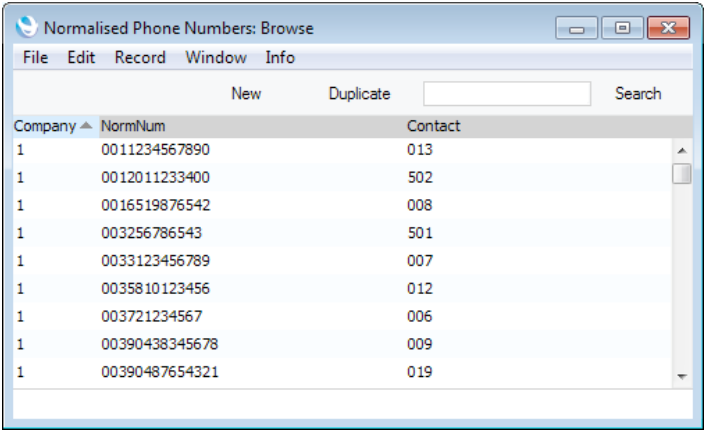 Normalised Phone Numbers: Browse
File Edit Record Window Info
New Duplicate Search
Company NormNum Contact
1 0011234567890 013
1 0012011233400 502
1 0016519876542 008
1 003256786543 501
1 0033123456789 007
1 0035810123456 012
1 003721234567 006
1 00390438345678 009
1 00390487654321 019